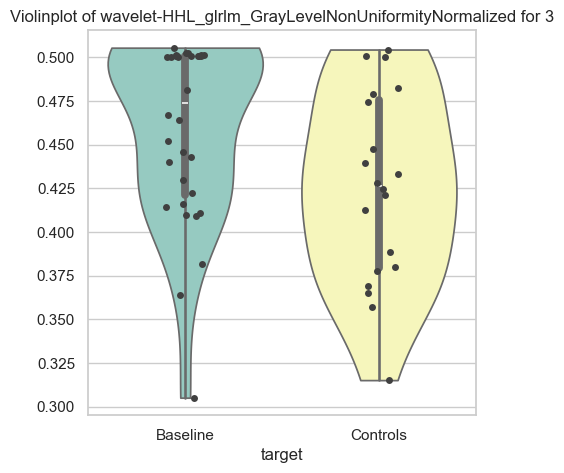 Violinplot of wavelet-HHL_glrlm_GrayLevelNonUniformityNormalized for 3
0.500
0.475
0.450
0.425
0.400
0.375
0.350
0.325
0.300
Baseline
Controls
target